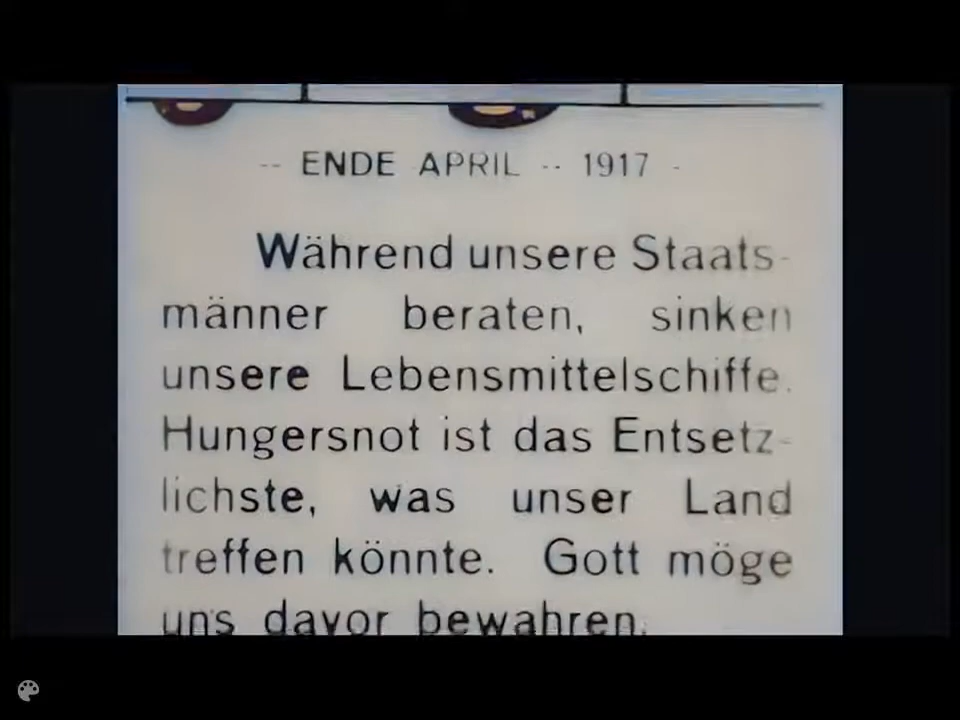 -- ENDE APRIL -- 1917 -
Während unsere Staats-
männer beraten, sinken
unsere Lebensmittelschiffe.
Hungersnot ist das Entsetz-
lichste, was unser Land
treffen könnte. Gott möge
uns davor bewahren.